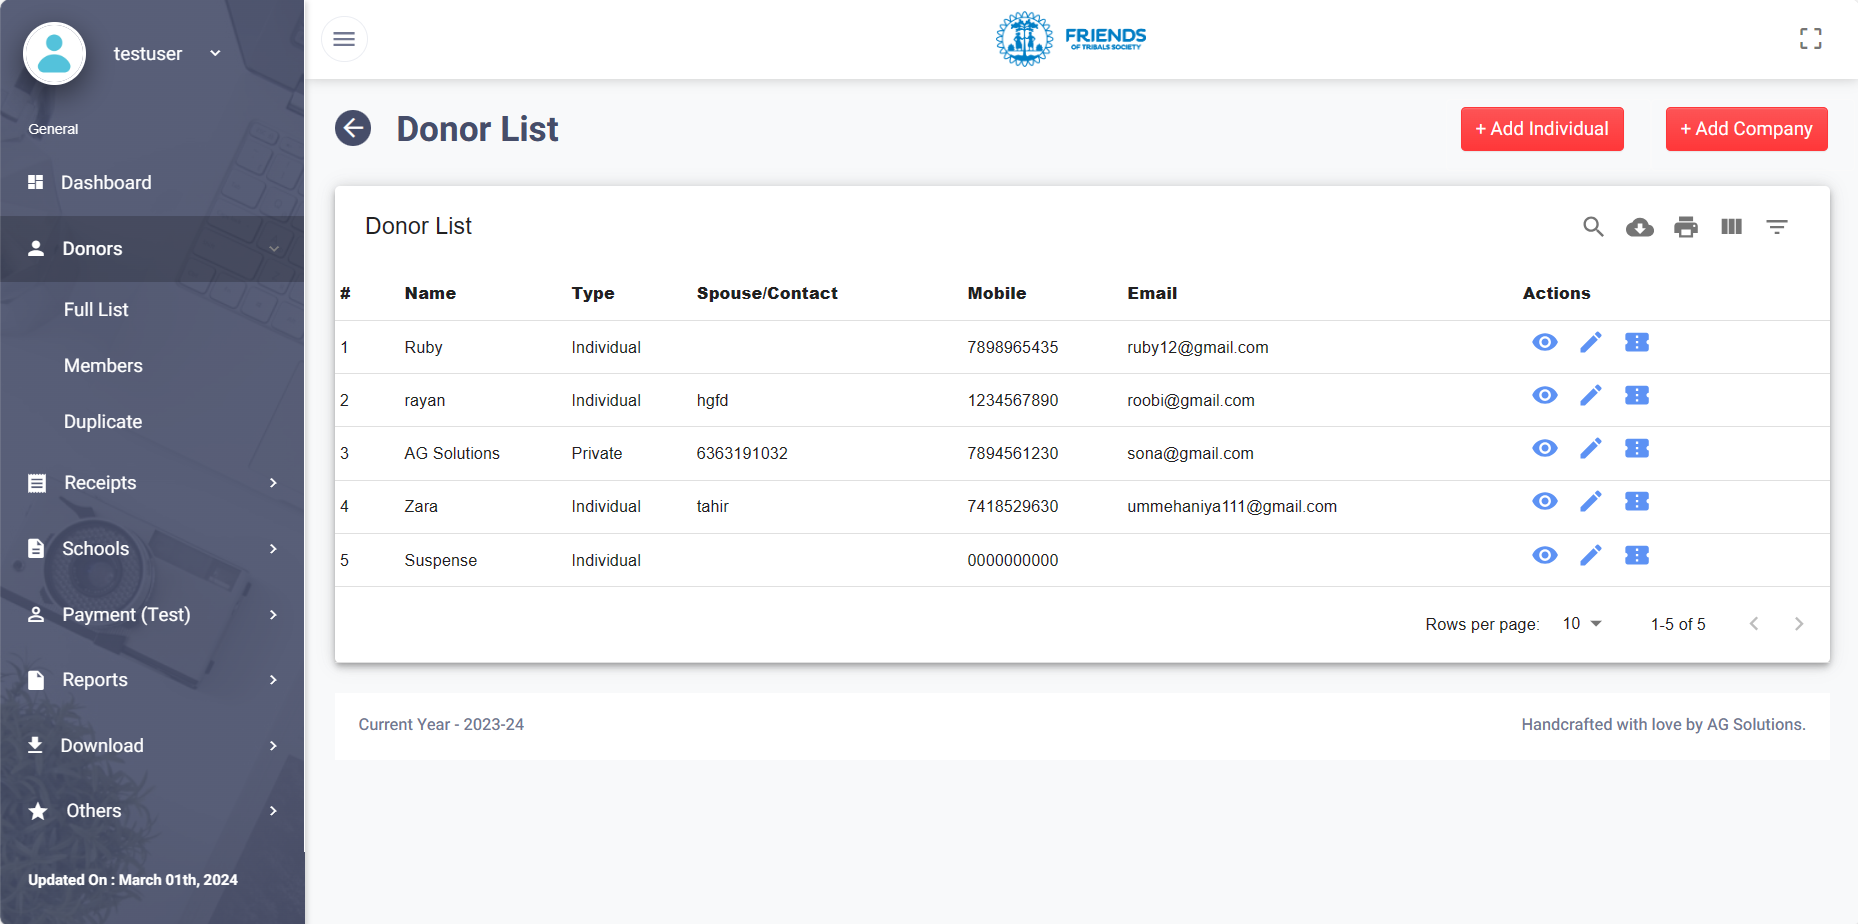 testuser
General
Dashboard
Donors
Full List
Members
Duplicate
Receipts
Schools
Payment (Test)
Reports
Download
Others
Updated On : March 01th, 2024
FRIENDS
OF TRIBALS SOCIETY
Donor List
+ Add Individual
+ Add Company
Donor List
# Name Type Spouse/Contact Mobile Email Actions
1 Ruby Individual 7898965435 ruby12@gmail.com
2 rayan Individual hgfd 1234567890 roobi@gmail.com
3 AG Solutions Private 6363191032 7894561230 sona@gmail.com
4 Zara Individual tahir 7418529630 ummehaniya111@gmail.com
5 Suspense Individual 0000000000
Rows per page: 10 1-5 of 5
Current Year - 2023-24
Handcrafted with love by AG Solutions.